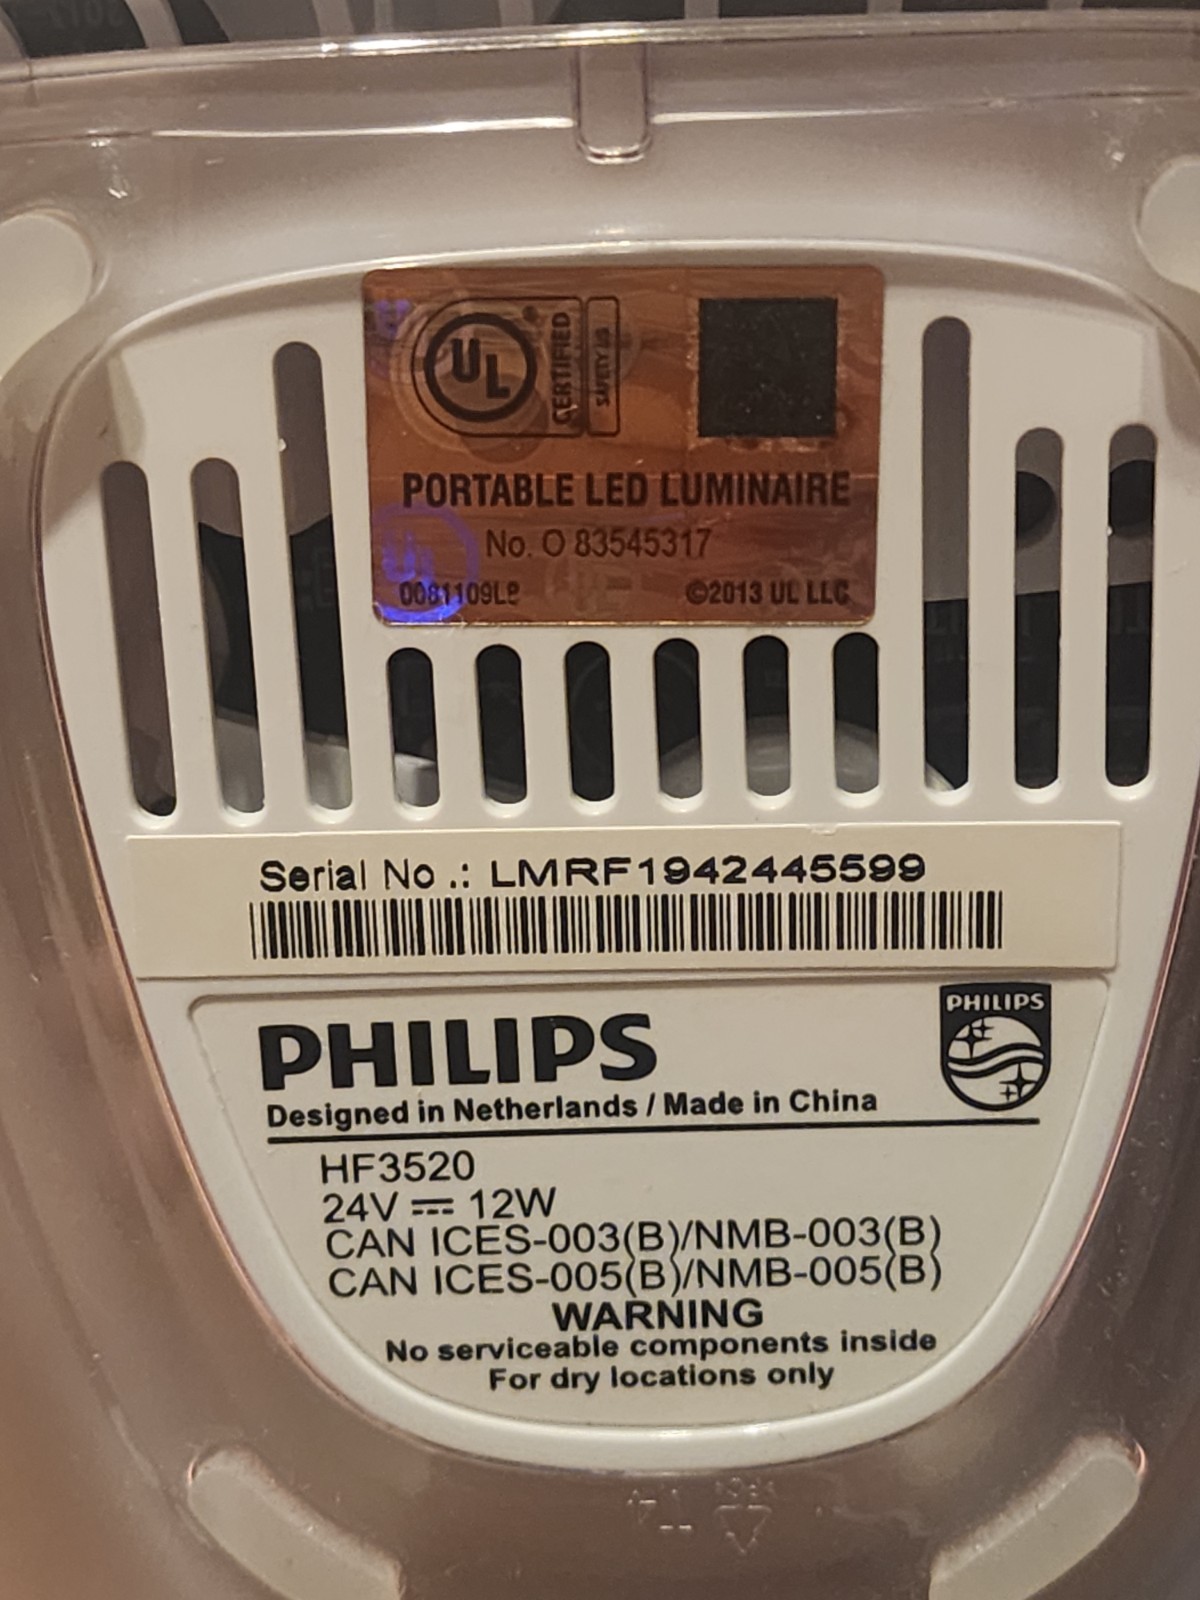 UL
CERTIFIED
SAFETY US
PORTABLE LED LUMINAIRE
No. O 83545317
©2013 UL LLC
Serial No.: LMRF1942445599
PHILIPS
PHILIPS
Designed in Netherlands / Made in China
HF3520
24V ⎓ 12W
CAN ICES-003(B)/NMB-003(B)
CAN ICES-005(B)/NMB-005(B)
WARNING
No serviceable components inside
For dry locations only